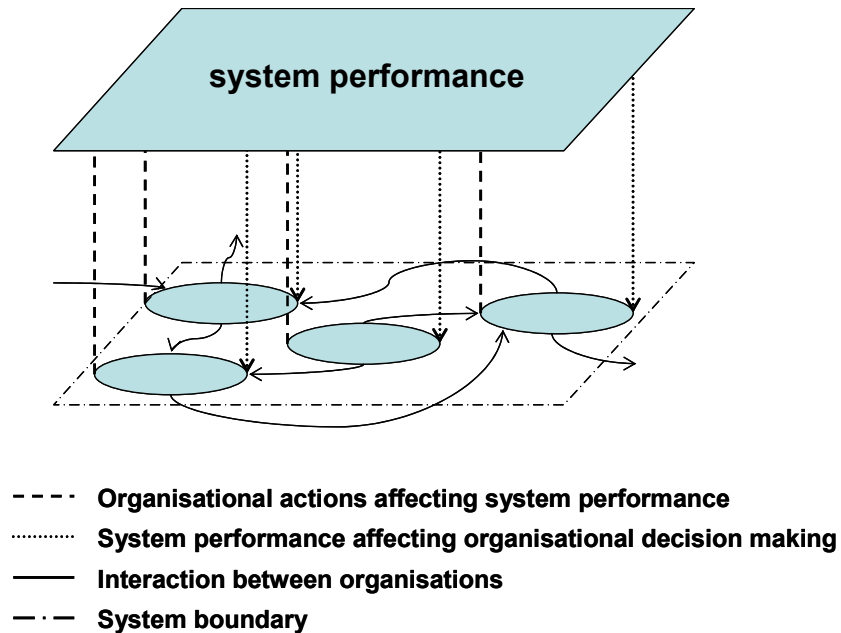 system performance
Organisational actions affecting system performance
System performance affecting organisational decision making
Interaction between organisations
System boundary